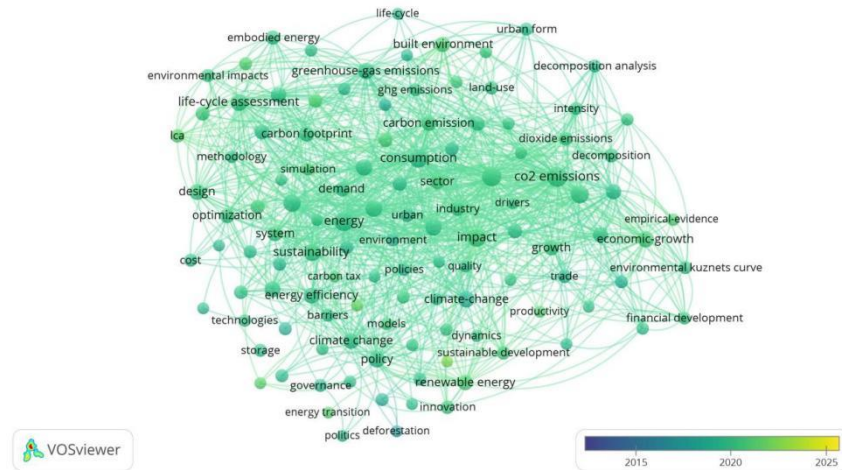 life-cycle
urban form
embodied energy
built environment
decomposition analysis
greenhouse-gas emissions
environmental impacts
ghg emissions
land-use
life-cycle assessment
intensity
carbon emission
lca
carbon footprint
dioxide emissions
methodology
consumption
decomposition
simulation
sector
co2 emissions
design
demand
drivers
optimization
energy
urban
industry
empirical-evidence
system
environment
impact
economic-growth
sustainability
growth
cost
carbon tax
policies
quality
trade
environmental kuznets curve
energy efficiency
climate-change
technologies
barriers
models
productivity
financial development
climate change
dynamics
storage
policy
sustainable development
governance
renewable energy
energy transition
innovation
politics
deforestation
VOSviewer
2015 2020 2025